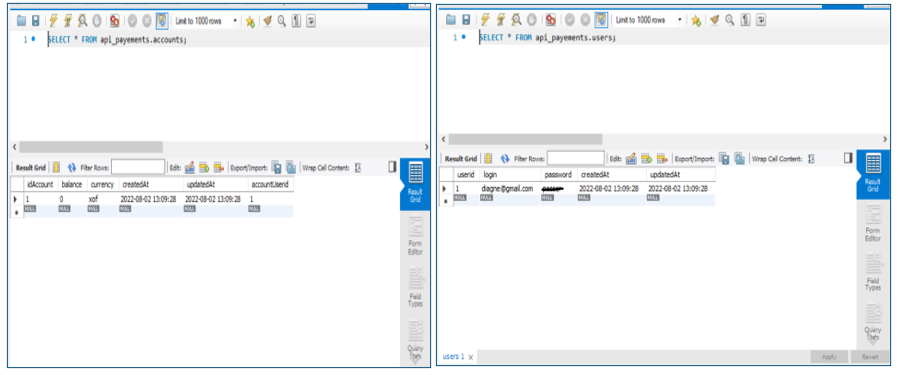 Limit to 1000 rows
1 SELECT * FROM api_payements.accounts;
Result Grid Filter Rows: Edit: Export/Import: Wrap Cell Content:
idAccount balance currency createdAt updatedAt accountUserid
1 0 xof 2022-08-02 13:09:28 2022-08-02 13:09:28 1
NULL NULL NULL NULL NULL NULL
Result
Grid
Form
Editor
Field
Types
Query
Stats
Limit to 1000 rows
1 SELECT * FROM api_payements.users;
Result Grid Filter Rows: Edit: Export/Import: Wrap Cell Content:
userid login password createdAt updatedAt
1 diagne@gmail.com 2022-08-02 13:09:28 2022-08-02 13:09:28
NULL NULL NULL NULL NULL
Result
Grid
Form
Editor
Field
Types
Query
Stats
users 1
Apply Revert